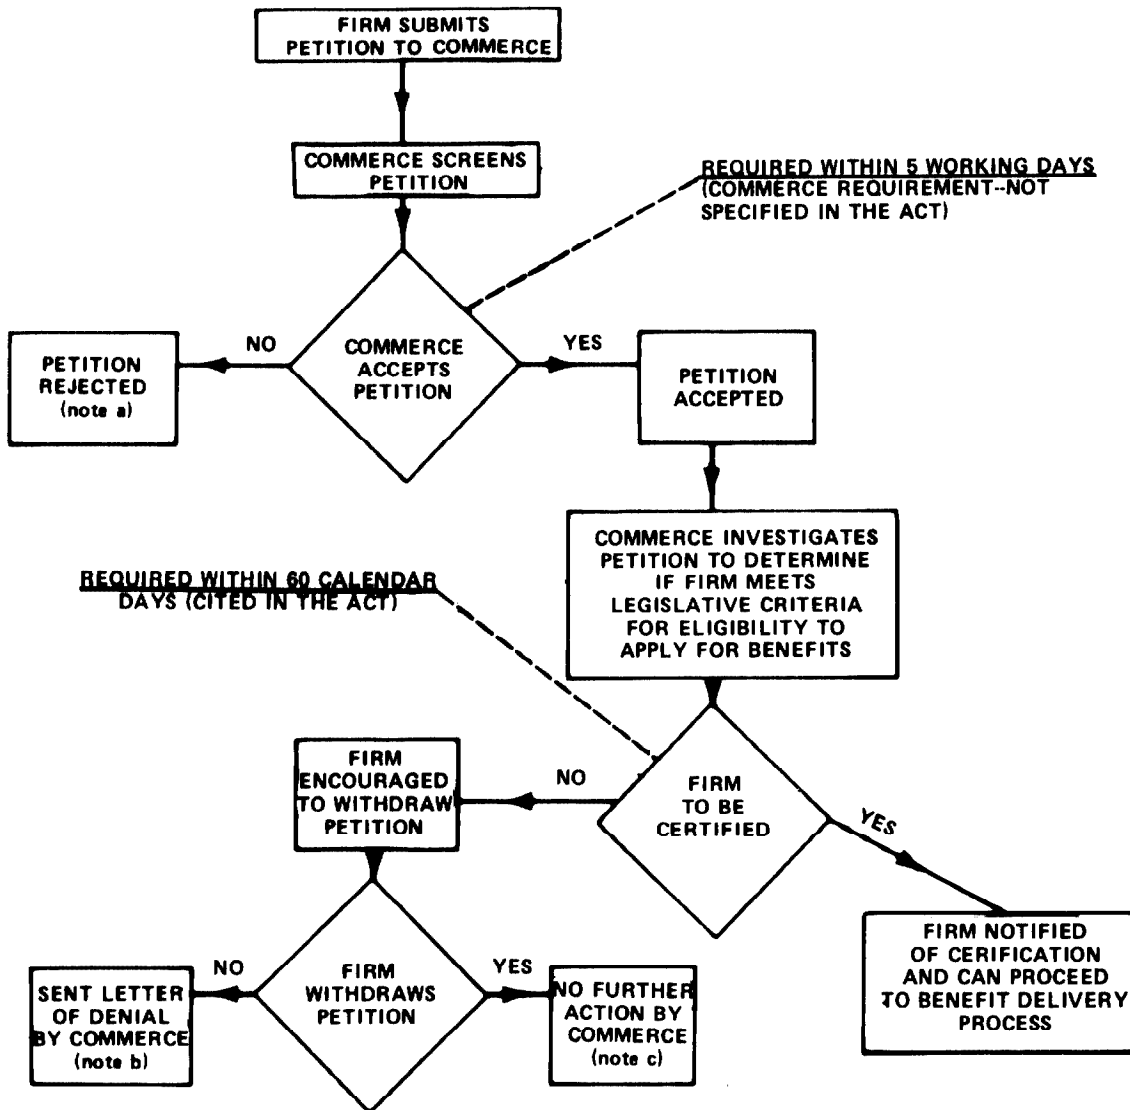 FIRM SUBMITS
PETITION TO COMMERCE
COMMERCE SCREENS
PETITION
REQUIRED WITHIN 5 WORKING DAYS
(COMMERCE REQUIREMENT--NOT
SPECIFIED IN THE ACT)
NO
COMMERCE
ACCEPTS
PETITION
YES
PETITION
REJECTED
(note a)
PETITION
ACCEPTED
COMMERCE INVESTIGATES
PETITION TO DETERMINE
IF FIRM MEETS
LEGISLATIVE CRITERIA
FOR ELIGIBILITY TO
APPLY FOR BENEFITS
REQUIRED WITHIN 60 CALENDAR
DAYS (CITED IN THE ACT)
FIRM
ENCOURAGED
TO WITHDRAW
PETITION
NO
FIRM
TO BE
CERTIFIED
YES
FIRM NOTIFIED
OF CERIFICATION
AND CAN PROCEED
TO BENEFIT DELIVERY
PROCESS
NO
FIRM
WITHDRAWS
PETITION
YES
SENT LETTER
OF DENIAL
BY COMMERCE
(note b)
NO FURTHER
ACTION BY
COMMERCE
(note c)